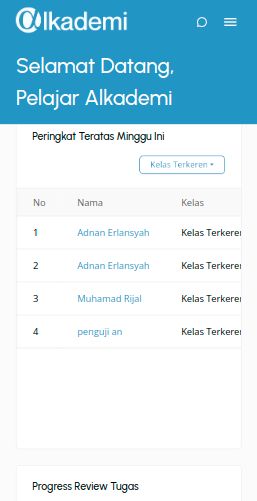 alkademi
Selamat Datang,
Pelajar Alkademi
Peringkat Teratas Minggu Ini
Kelas Terkeren
No Nama Kelas
1 Adnan Erlansyah Kelas Terkeren
2 Adnan Erlansyah Kelas Terkeren
3 Muhamad Rijal Kelas Terkeren
4 penguji an Kelas Terkeren
Progress Review Tugas